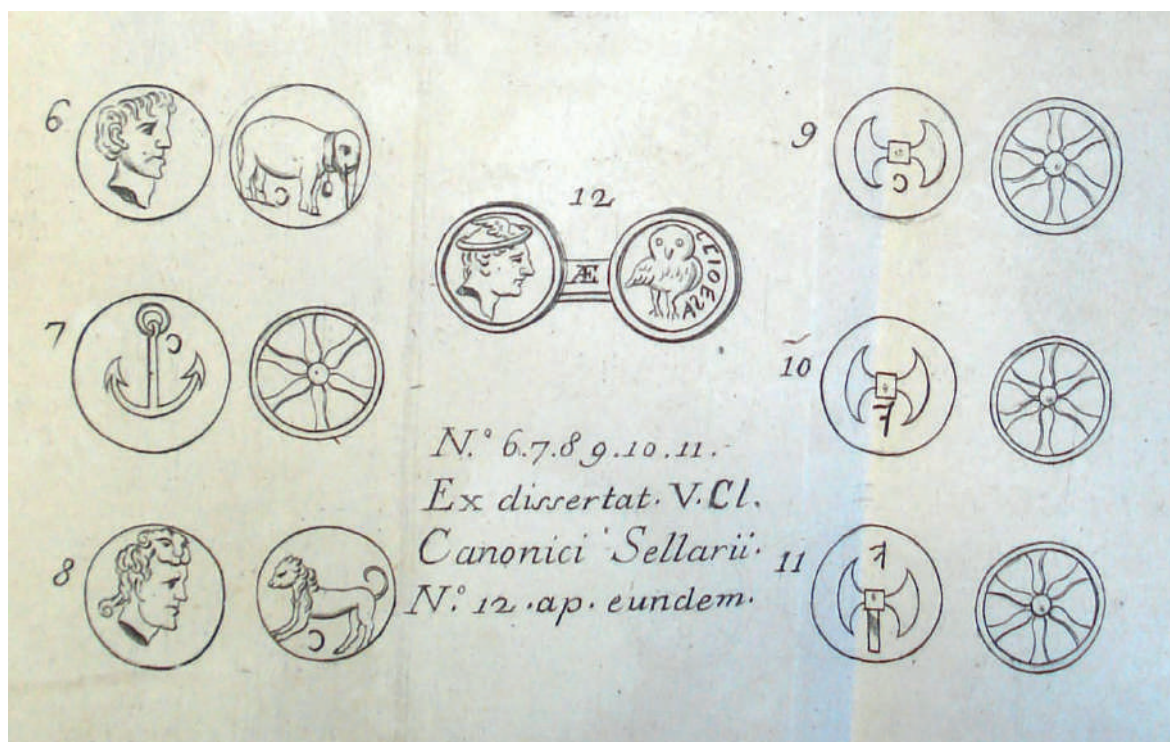 6
Ɔ
7
Ɔ
8
Ɔ
12
Æ
N.° 6.7.8 9.10.11.
Ex dissertat. V. Cl.
Canonici Sellarii.
N.° 12. ap. eundem.
9
Ɔ
10
11